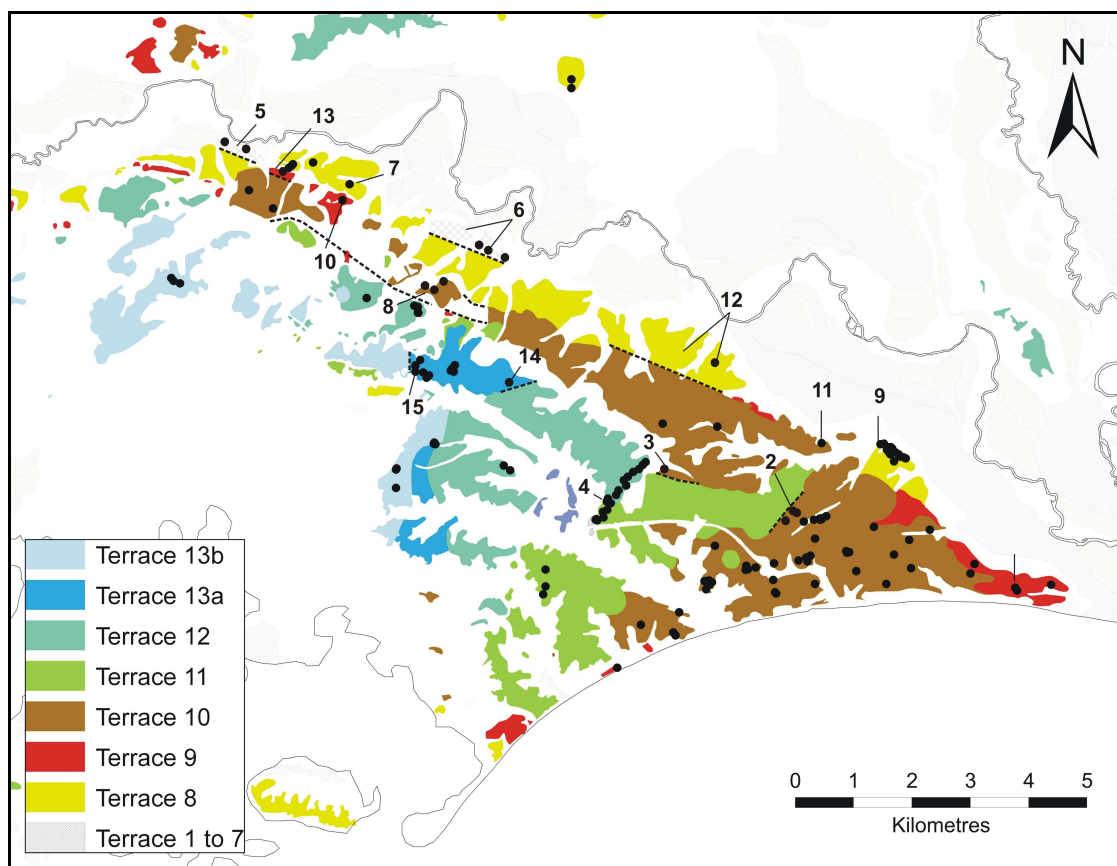 N
5
13
7
6
10
8
12
14
15
11
9
3
2
4
Terrace 13b
Terrace 13a
Terrace 12
Terrace 11
Terrace 10
Terrace 9
Terrace 8
Terrace 1 to 7
0 1 2 3 4 5
Kilometres